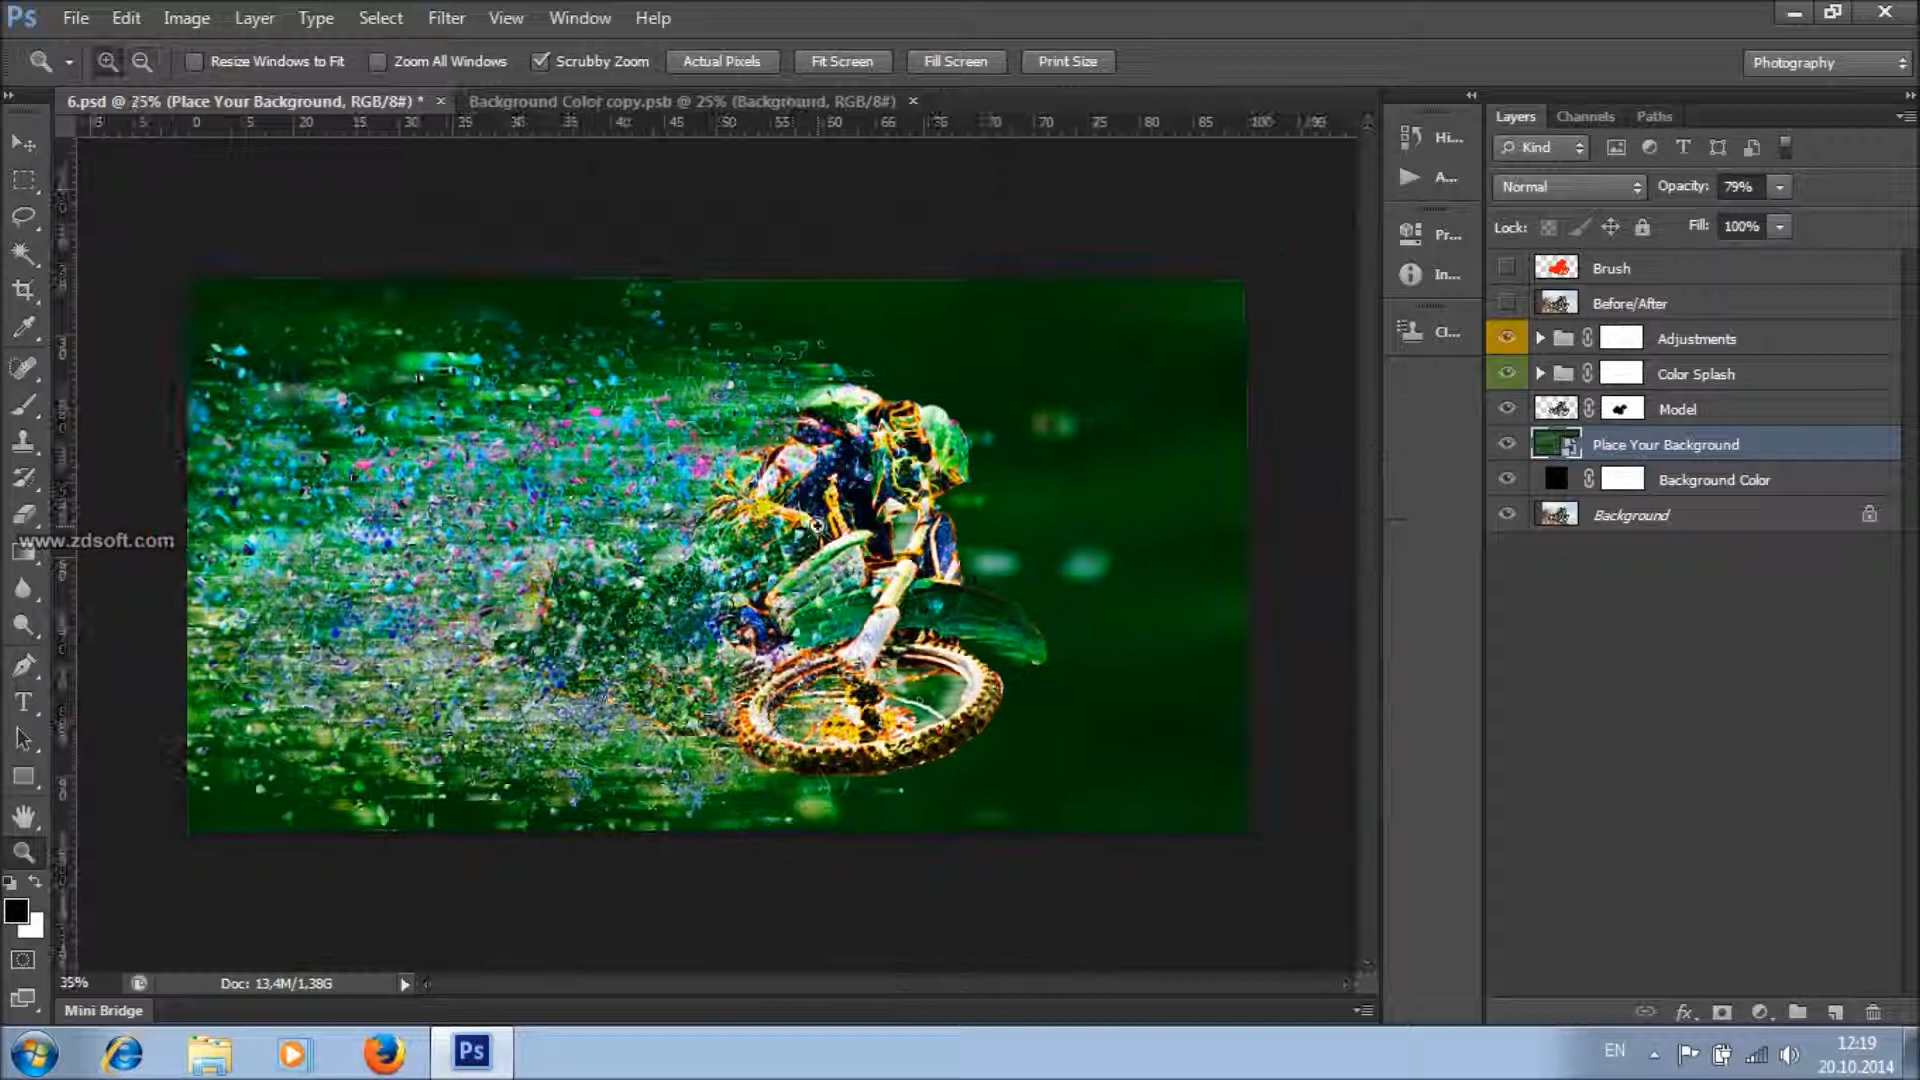 Ps File Edit Image Layer Type Select Filter View Window Help
Resize Windows to Fit Zoom All Windows Scrubby Zoom Actual Pixels Fit Screen Fill Screen Print Size Photography
6.psd @ 25% (Place Your Background, RGB/8#) * × Background Color copy.psb @ 25% (Background, RGB/8#) ×
Layers Channels Paths
Hi...
Kind
A...
Normal Opacity: 79%
Lock: Fill: 100%
Pr...
In...
Cl...
Brush
Before/After
Adjustments
Color Splash
Model
Place Your Background
Background Color
Background
www.zdsoft.com
35% Doc: 13,4M/1,38G
Mini Bridge
Ps
EN
12:19
20.10.2014